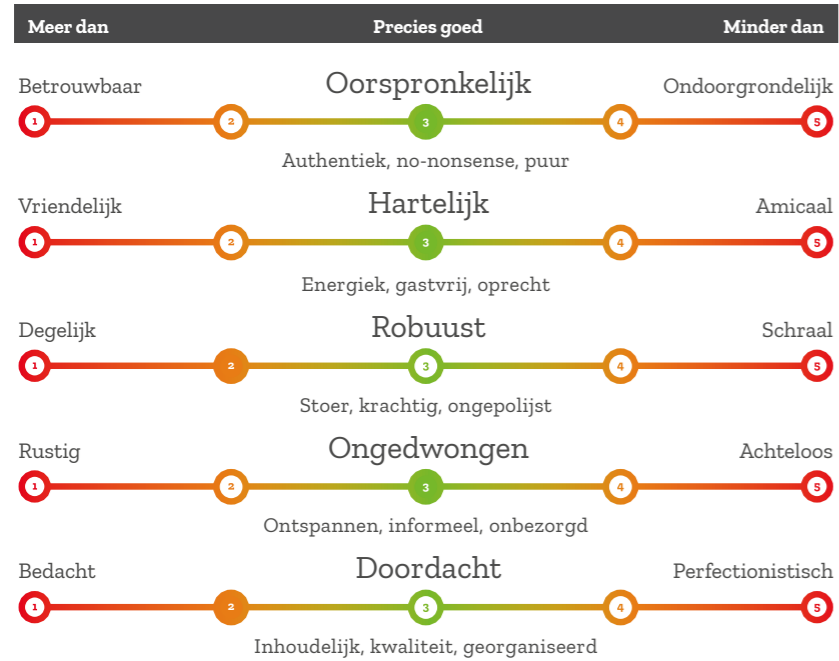 Meer dan Precies goed Minder dan
Betrouwbaar Oorspronkelijk Ondoorgrondelijk
1 2 3 4 5
Authentiek, no-nonsense, puur
Vriendelijk Hartelijk Amicaal
1 2 3 4 5
Energiek, gastvrij, oprecht
Degelijk Robuust Schraal
1 2 3 4 5
Stoer, krachtig, ongepolijst
Rustig Ongedwongen Achteloos
1 2 3 4 5
Ontspannen, informeel, onbezorgd
Bedacht Doordacht Perfectionistisch
1 2 3 4 5
Inhoudelijk, kwaliteit, georganiseerd